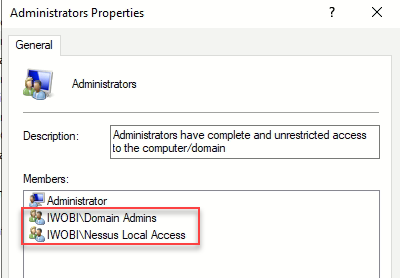 Administrators Properties
?
General
Administrators
Description:
Administrators have complete and unrestricted access
to the computer/domain
Members:
Administrator
IWOBI\Domain Admins
IWOBI\Nessus Local Access